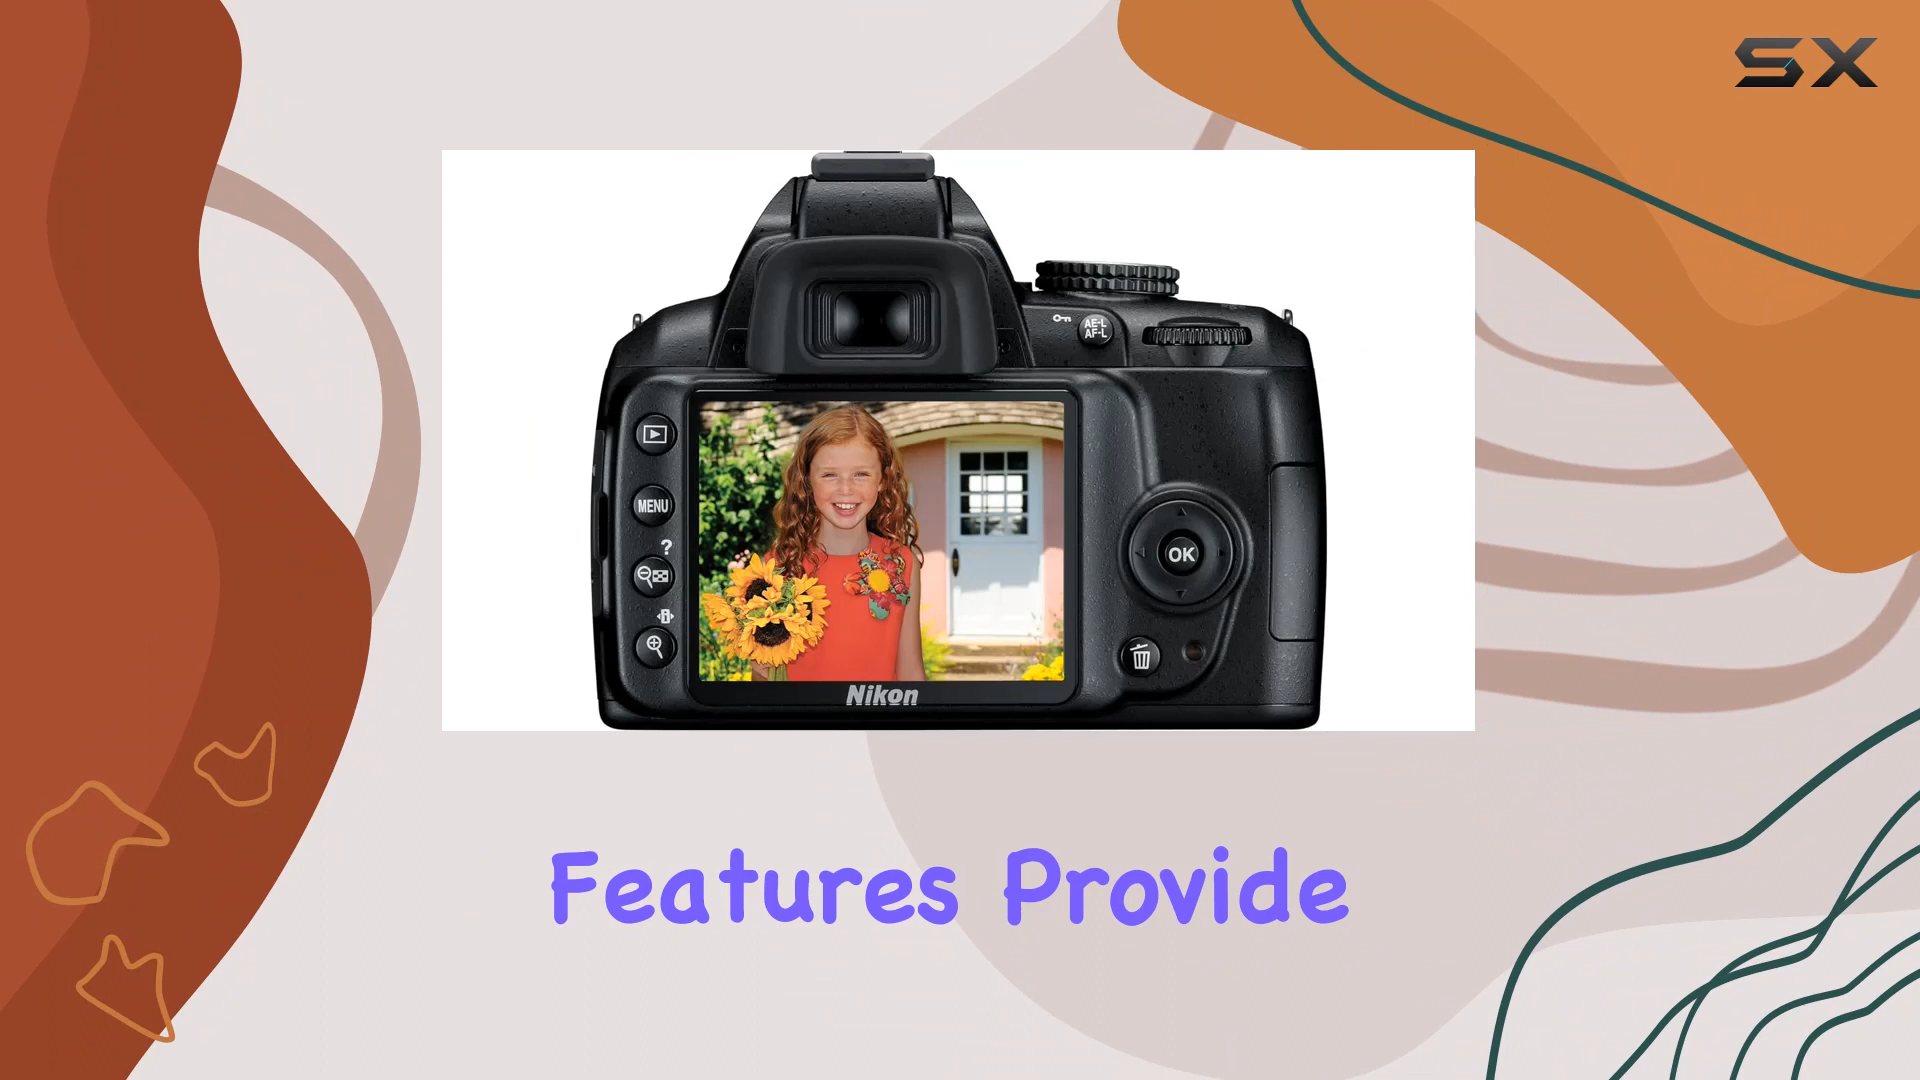 SX
AE-L
AF-L
MENU
?
OK
Nikon
Features Provide